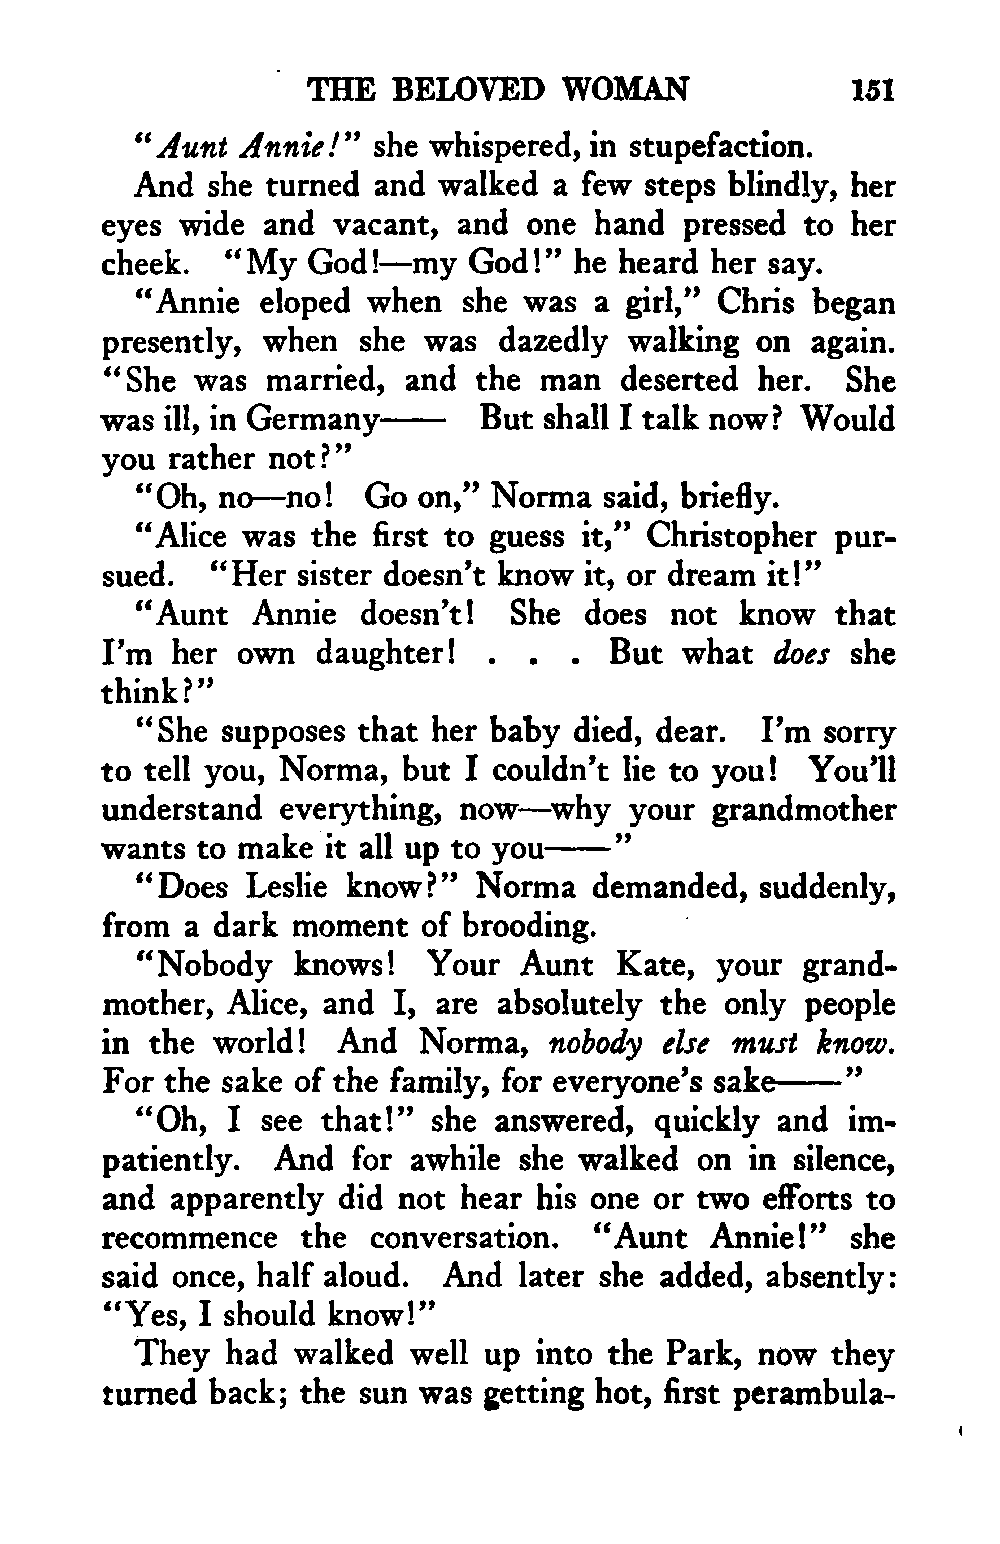 THE BELOVED WOMAN 151
"Aunt Annie!" she whispered, in stupefaction.
And she turned and walked a few steps blindly, her
eyes wide and vacant, and one hand pressed to her
cheek. "My God!—my God!" he heard her say.
"Annie eloped when she was a girl," Chris began
presently, when she was dazedly walking on again.
"She was married, and the man deserted her. She
was ill, in Germany—— But shall I talk now? Would
you rather not?"
"Oh, no—no! Go on," Norma said, briefly.
"Alice was the first to guess it," Christopher pur-
sued. "Her sister doesn't know it, or dream it!"
"Aunt Annie doesn't! She does not know that
I'm her own daughter! . . . But what does she
think?"
"She supposes that her baby died, dear. I'm sorry
to tell you, Norma, but I couldn't lie to you! You'll
understand everything, now—why your grandmother
wants to make it all up to you——"
"Does Leslie know?" Norma demanded, suddenly,
from a dark moment of brooding.
"Nobody knows! Your Aunt Kate, your grand-
mother, Alice, and I, are absolutely the only people
in the world! And Norma, nobody else must know.
For the sake of the family, for everyone's sake——"
"Oh, I see that!" she answered, quickly and im-
patiently. And for awhile she walked on in silence,
and apparently did not hear his one or two efforts to
recommence the conversation. "Aunt Annie!" she
said once, half aloud. And later she added, absently:
"Yes, I should know!"
They had walked well up into the Park, now they
turned back; the sun was getting hot, first perambula-